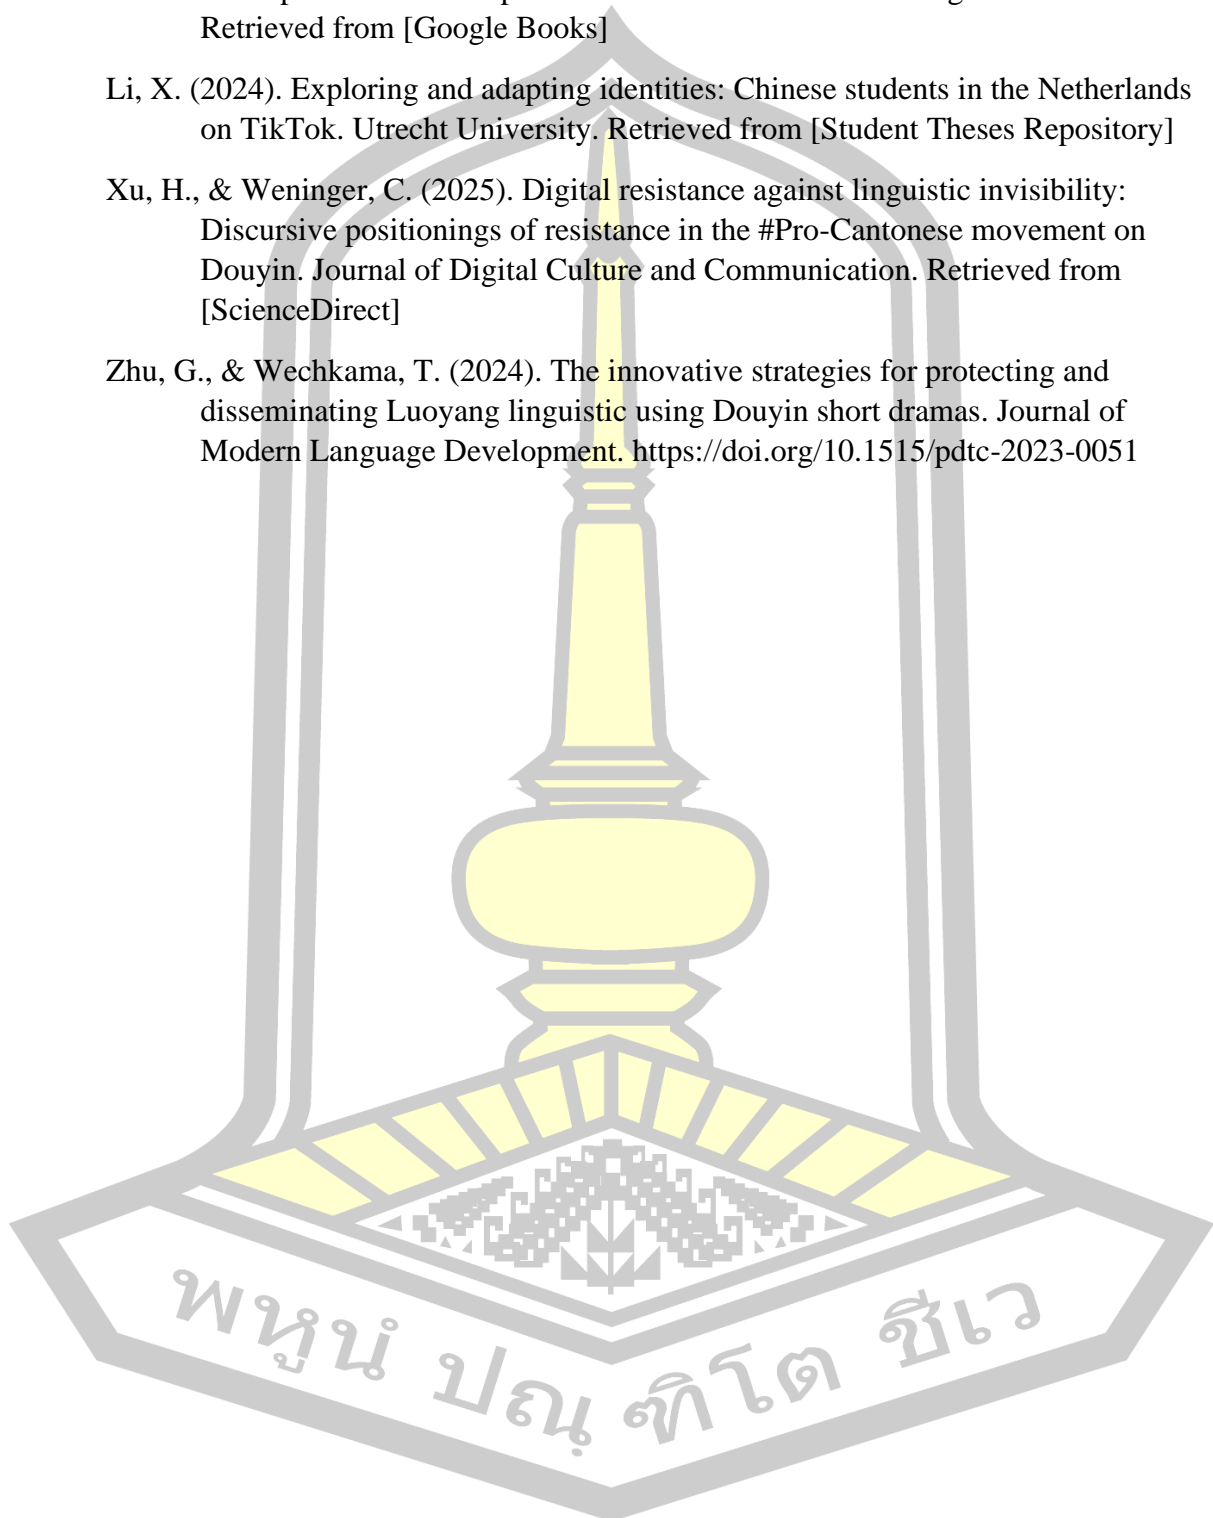 Retrieved from [Google Books]
Li, X. (2024). Exploring and adapting identities: Chinese students in the Netherlands
on TikTok. Utrecht University. Retrieved from [Student Theses Repository]
Xu, H., & Weninger, C. (2025). Digital resistance against linguistic invisibility:
Discursive positionings of resistance in the #Pro-Cantonese movement on
Douyin. Journal of Digital Culture and Communication. Retrieved from
[ScienceDirect]
Zhu, G., & Wechkama, T. (2024). The innovative strategies for protecting and
disseminating Luoyang linguistic using Douyin short dramas. Journal of
Modern Language Development. https://doi.org/10.1515/pdtc-2023-0051
พหูนํ ปณฺฑิโต ชีเว